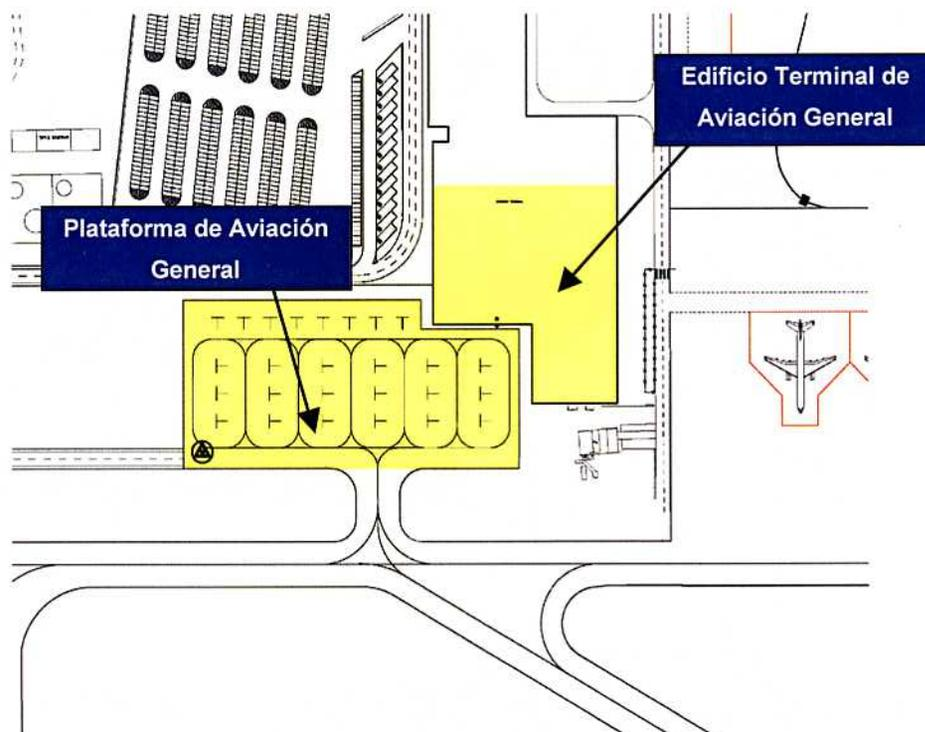 Edificio Terminal de
Aviación General
Plataforma de Aviación
General